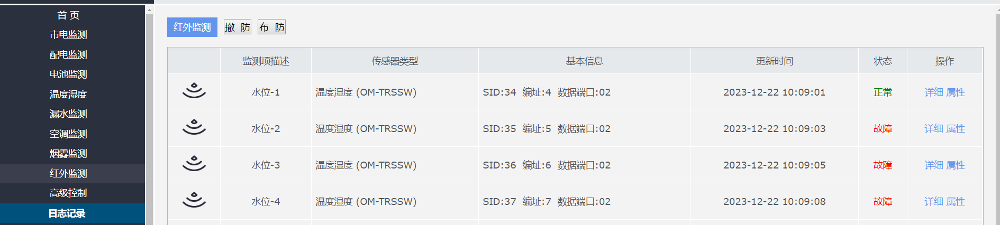 首 页
市电监测
配电监测
电池监测
温度湿度
漏水监测
空调监测
烟雾监测
红外监测
高级控制
日志记录
红外监测 撤 防 布 防
监测项描述 传感器类型 基本信息 更新时间 状态 操作
水位-1 温度湿度 (OM-TRSSW) SID:34 编址:4 数据端口:02 2023-12-22 10:09:01 正常 详细 属性
水位-2 温度湿度 (OM-TRSSW) SID:35 编址:5 数据端口:02 2023-12-22 10:09:03 故障 详细 属性
水位-3 温度湿度 (OM-TRSSW) SID:36 编址:6 数据端口:02 2023-12-22 10:09:05 故障 详细 属性
水位-4 温度湿度 (OM-TRSSW) SID:37 编址:7 数据端口:02 2023-12-22 10:09:08 故障 详细 属性